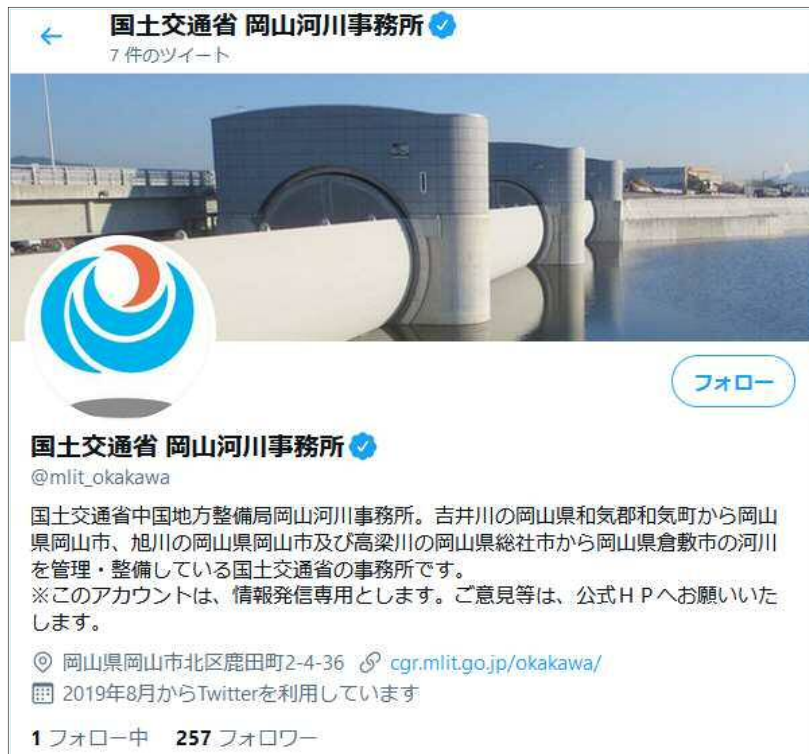 国土交通省 岡山河川事務所
7 件のツイート
フォロー
国土交通省 岡山河川事務所
@mlit_okakawa
国土交通省中国地方整備局岡山河川事務所。吉井川の岡山県和気郡和気町から岡山
県岡山市、旭川の岡山県岡山市及び高梁川の岡山県総社市から岡山県倉敷市の河川
を管理・整備している国土交通省の事務所です。
※このアカウントは、情報発信専用とします。ご意見等は、公式ＨＰへお願いいた
します。
岡山県岡山市北区鹿田町2-4-36 cgr.mlit.go.jp/okakawa/
2019年8月からTwitterを利用しています
1 フォロー中 257 フォロワー